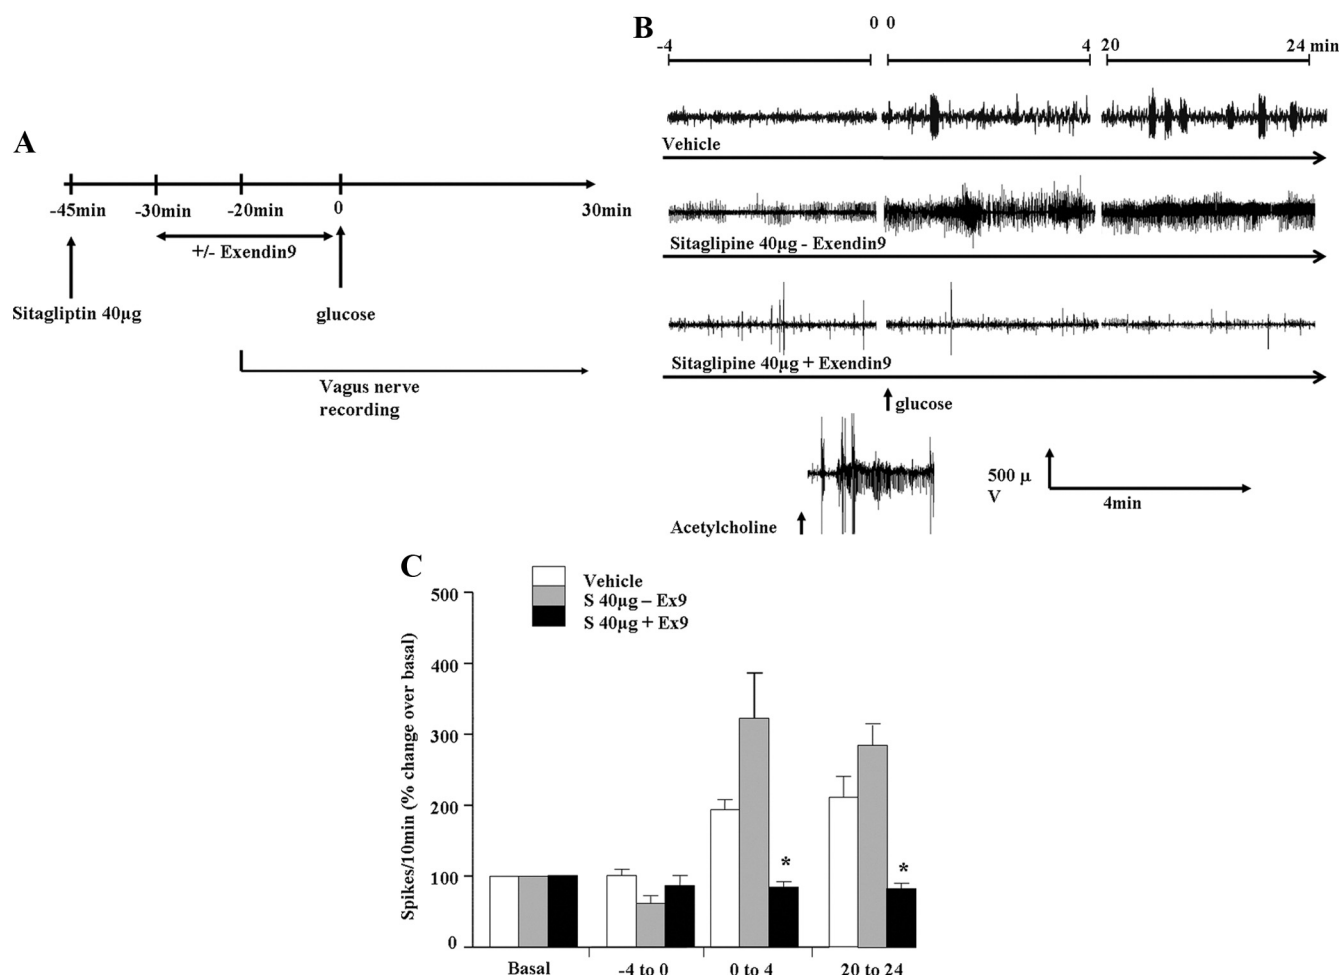 A
-45min -30min -20min 0 30min
+/- Exendin9
Sitagliptin 40µg glucose
Vagus nerve
recording
B
-4 0 0 4 20 24 min
Vehicle
Sitaglipine 40µg - Exendin9
Sitaglipine 40µg + Exendin9
glucose
500 µ
V
4min
Acetylcholine
C
Vehicle
S 40µg – Ex9
S 40µg + Ex9
Spikes/10min (% change over basal)
500
400
300
200
100
0
* *
Basal -4 to 0 0 to 4 20 to 24